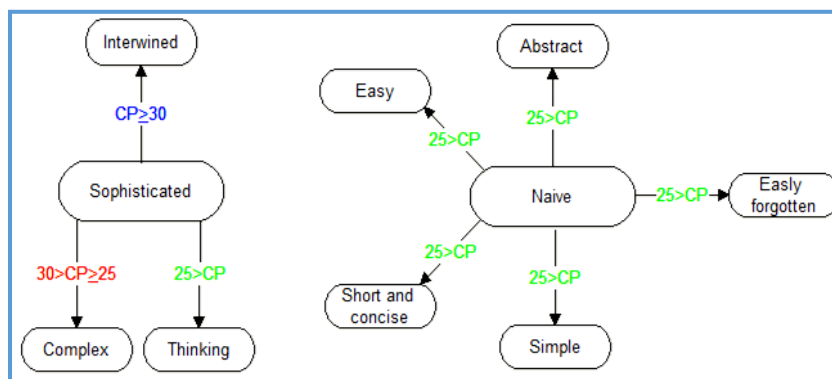 Interwined
CP≥30
Sophisticated
30>CP≥25
25>CP
Complex
Thinking
Abstract
Easy
25>CP
25>CP
Naive
25>CP
Easly
forgotten
25>CP
25>CP
Short and
concise
Simple